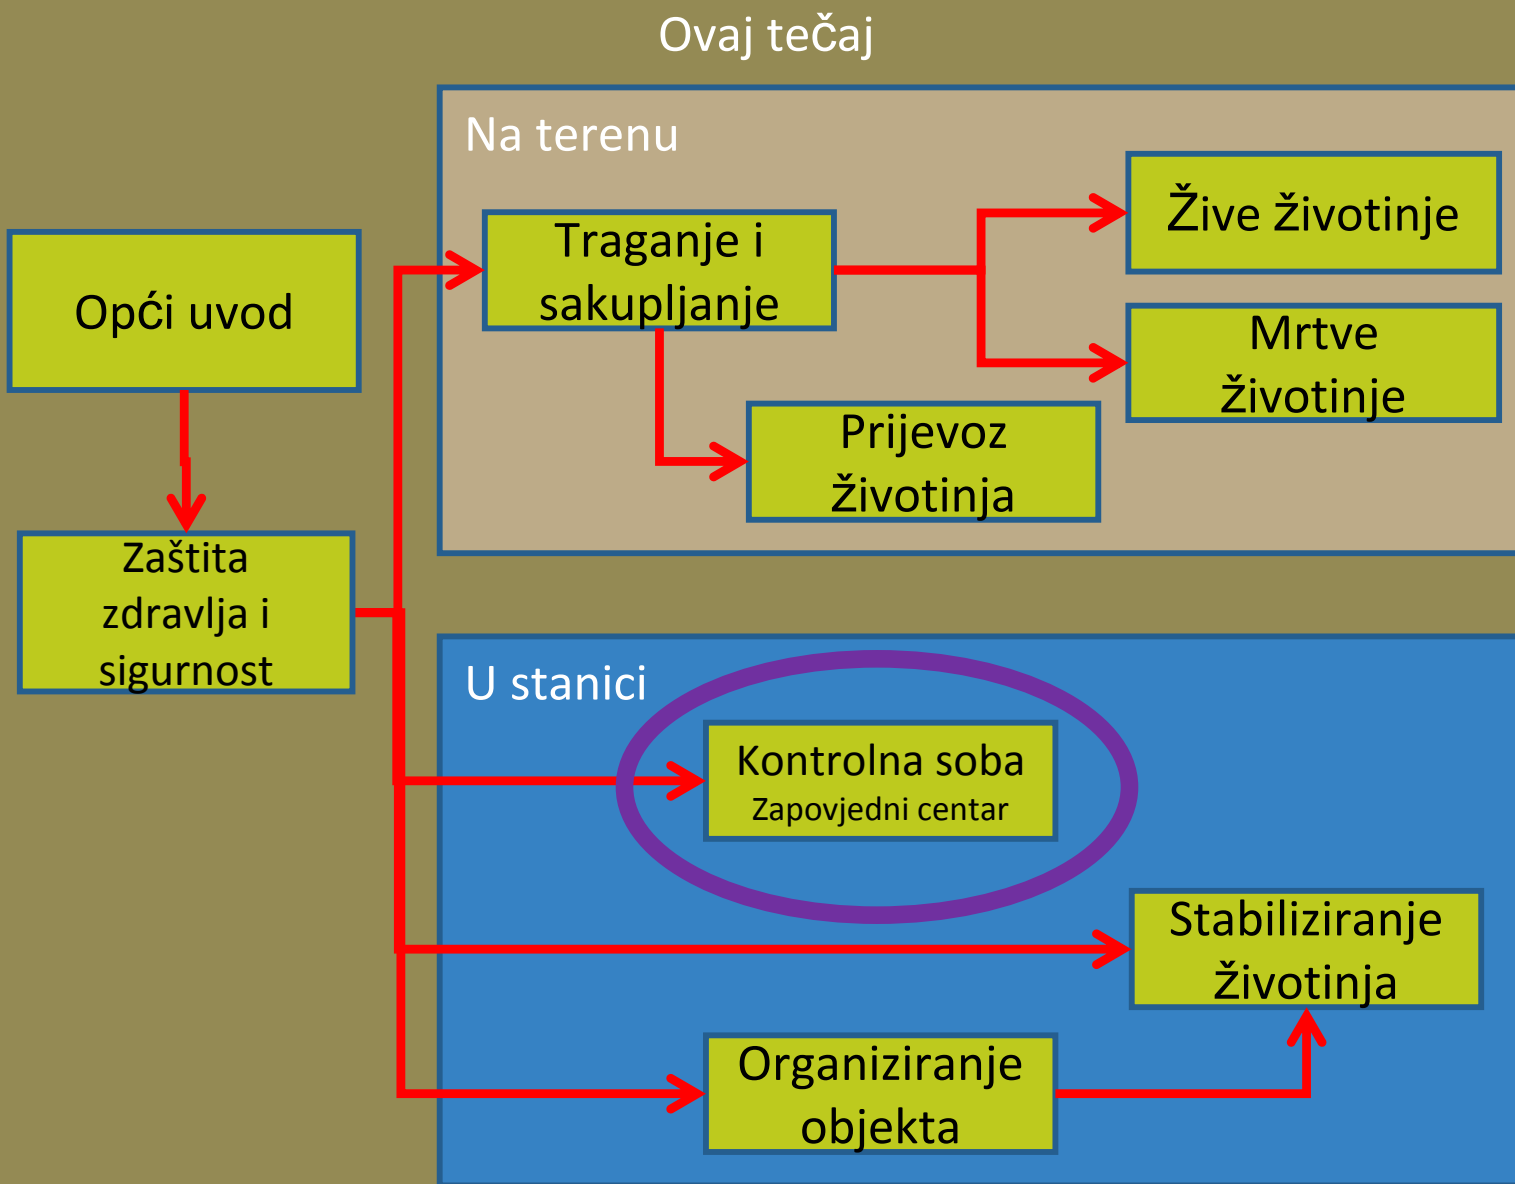 Ovaj tečaj
Na terenu
Žive životinje
Traganje i
sakupljanje
Opći uvod
Mrtve
životinje
Prijevoz
životinja
Zaštita
zdravlja i
sigurnost
U stanici
Kontrolna soba
Zapovjedni centar
Stabiliziranje
životinja
Organiziranje
objekta